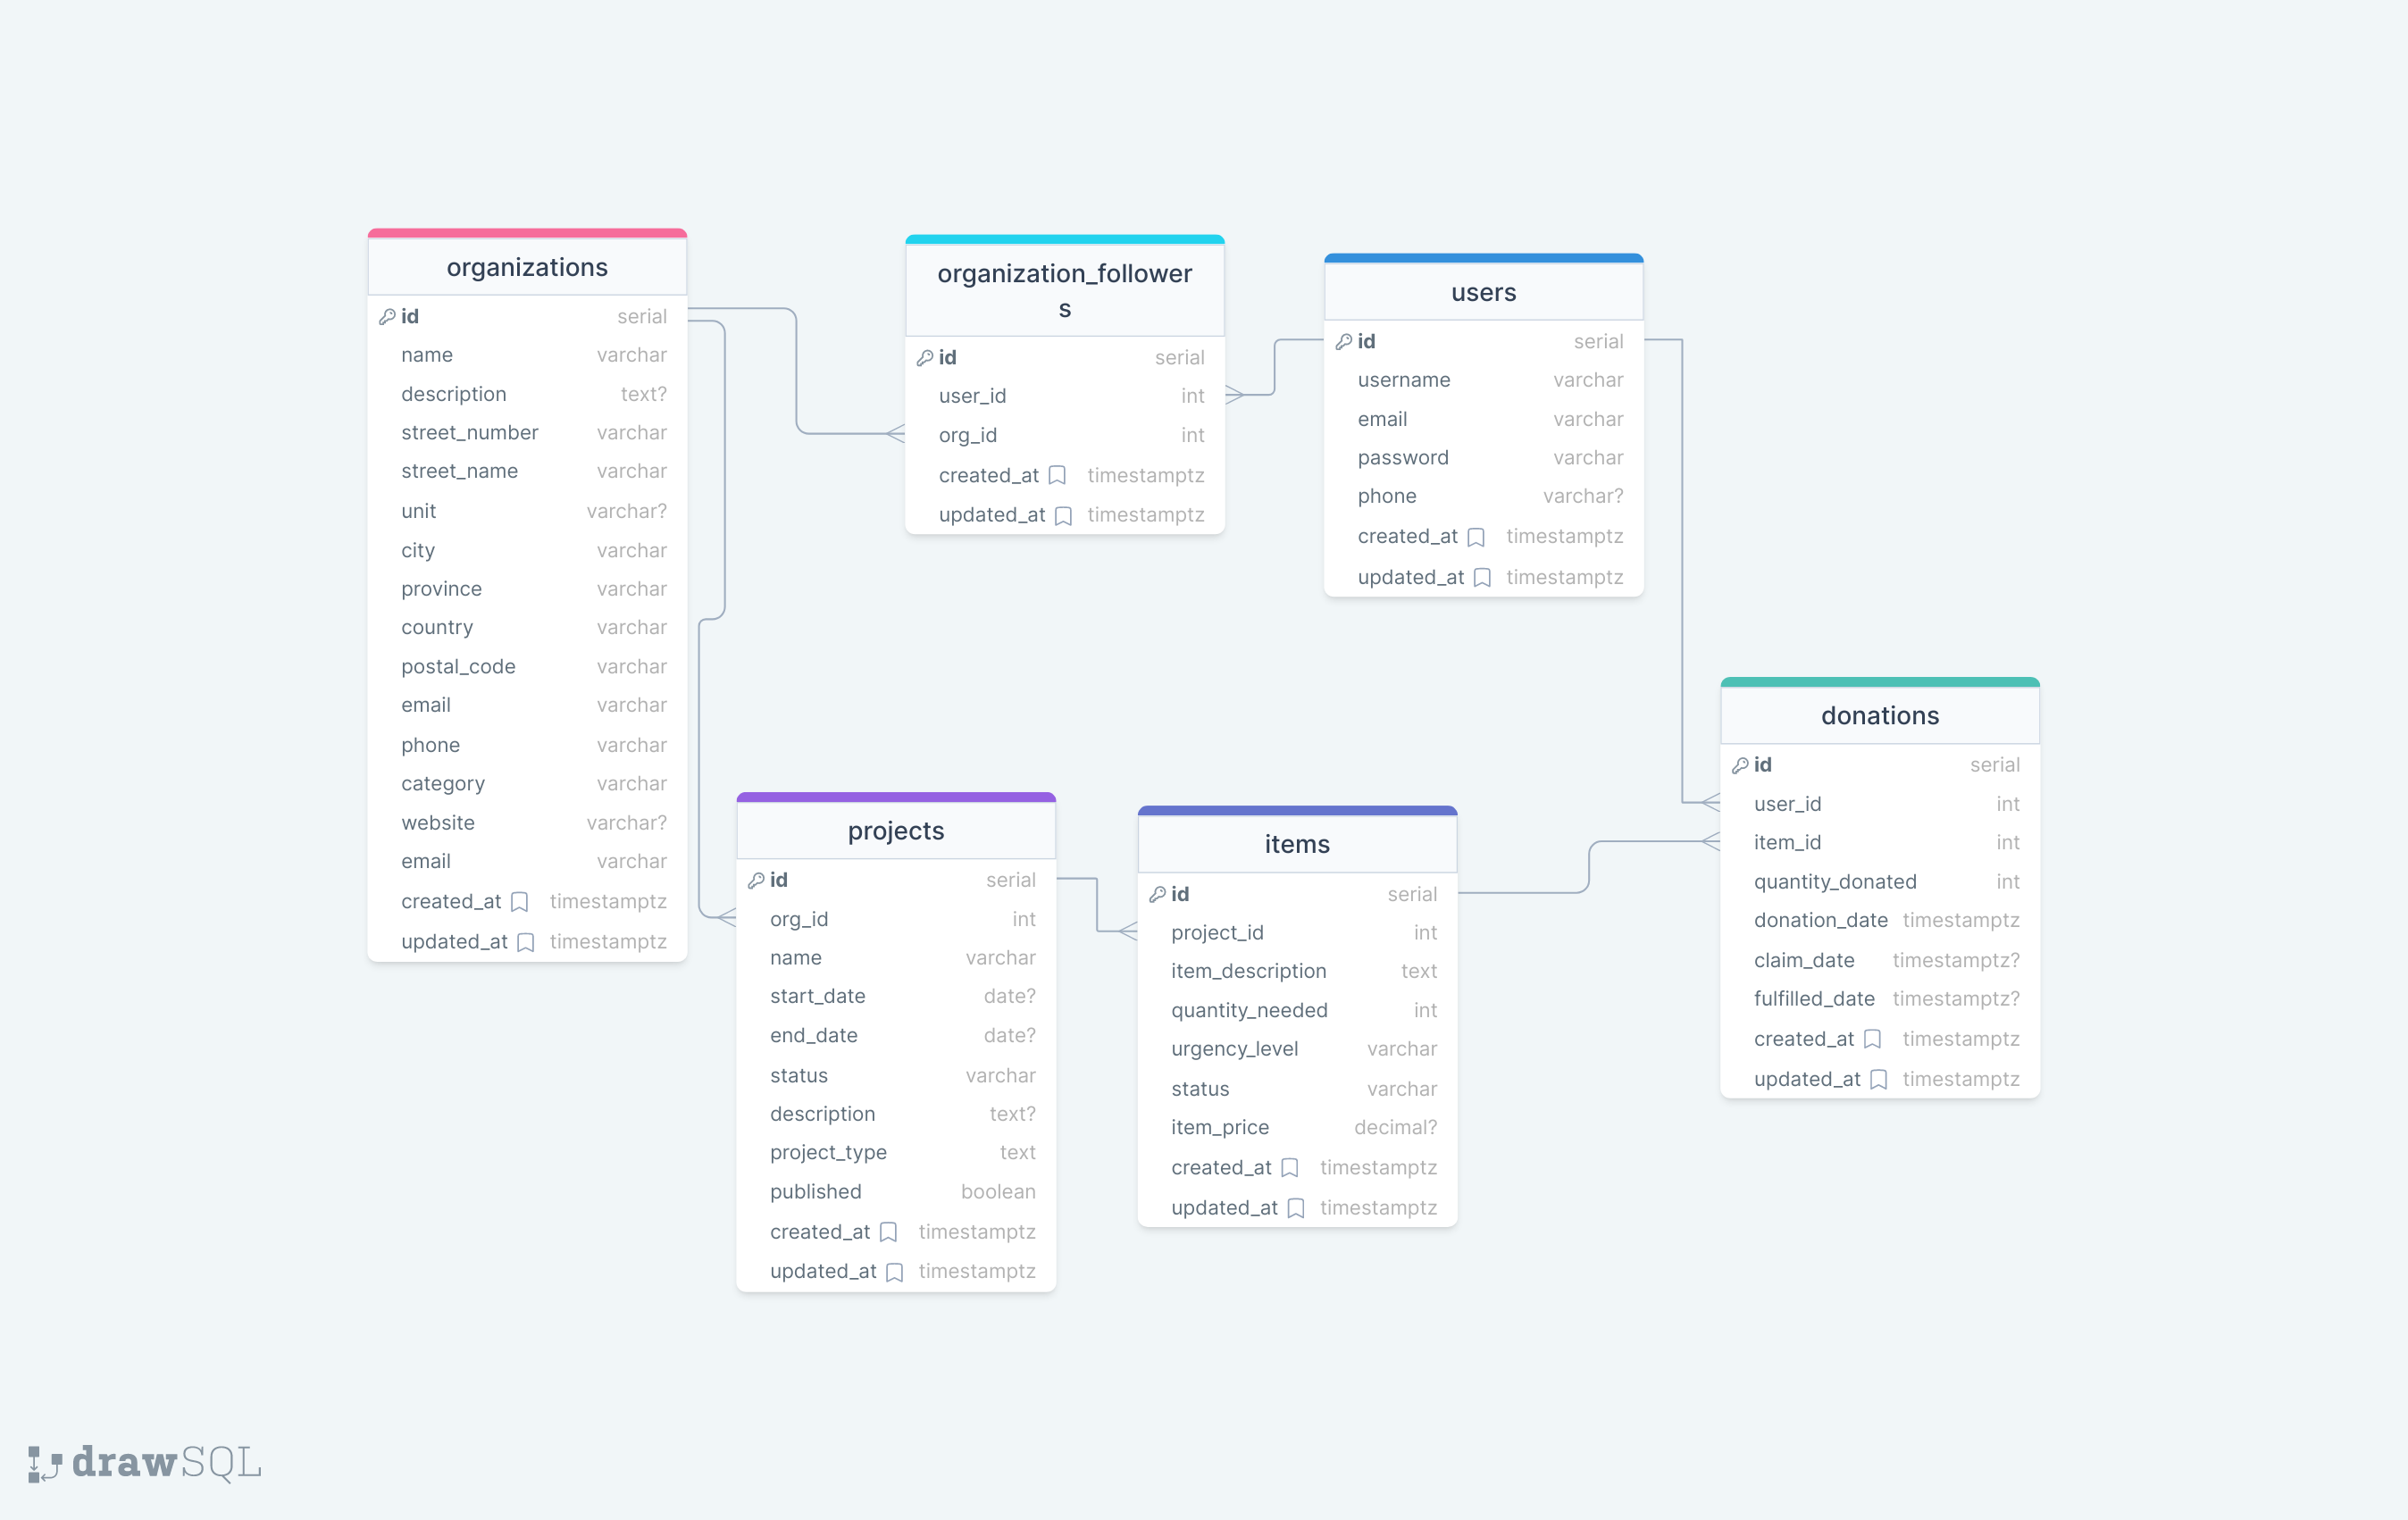 organizations
id serial
name varchar
description text?
street_number varchar
street_name varchar
unit varchar?
city varchar
province varchar
country varchar
postal_code varchar
email varchar
phone varchar
category varchar
website varchar?
email varchar
created_at timestamptz
updated_at timestamptz
organization_follower
s
id serial
user_id int
org_id int
created_at timestamptz
updated_at timestamptz
users
id serial
username varchar
email varchar
password varchar
phone varchar?
created_at timestamptz
updated_at timestamptz
projects
id serial
org_id int
name varchar
start_date date?
end_date date?
status varchar
description text?
project_type text
published boolean
created_at timestamptz
updated_at timestamptz
items
id serial
project_id int
item_description text
quantity_needed int
urgency_level varchar
status varchar
item_price decimal?
created_at timestamptz
updated_at timestamptz
donations
id serial
user_id int
item_id int
quantity_donated int
donation_date timestamptz
claim_date timestamptz?
fulfilled_date timestamptz?
created_at timestamptz
updated_at timestamptz
drawSQL